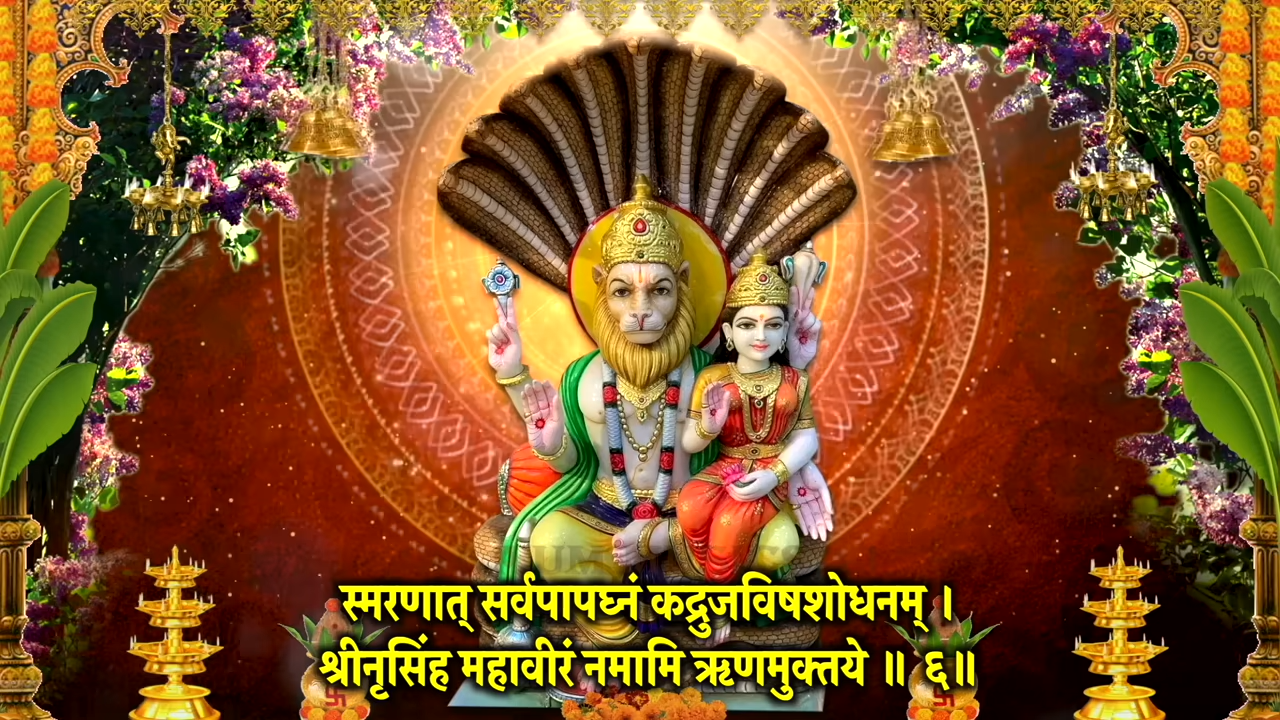 स्मरणात् सर्वपापघ्नं कद्रुजविषशोधनम् ।
श्रीनृसिंह महावीरं नमामि ऋणमुक्तये ॥ ६॥